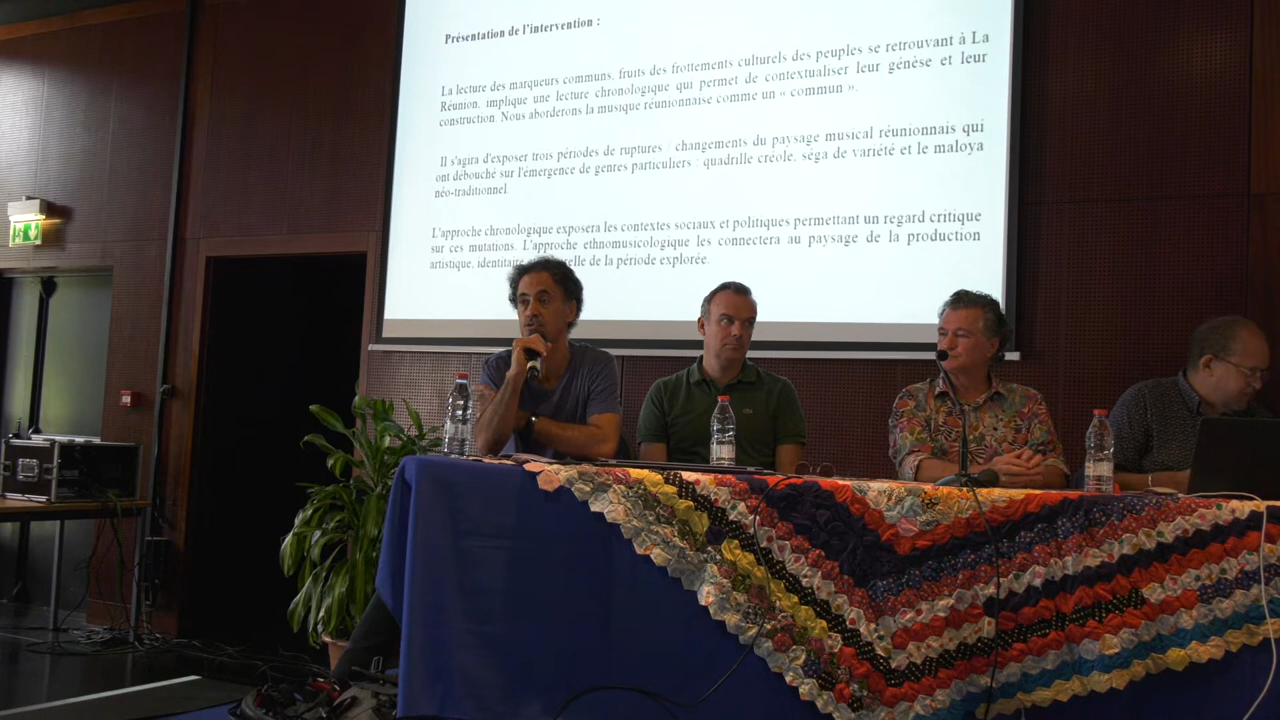 Présentation de l'intervention :
La lecture des marqueurs communs, fruits des frottements culturels des peuples se retrouvant à La
Réunion, implique une lecture chronologique qui permet de contextualiser leur génèse et leur
construction. Nous aborderons la musique réunionnaise comme un « commun ».
Il s'agira d'exposer trois périodes de ruptures / changements du paysage musical réunionnais qui
ont débouché sur l'émergence de genres particuliers : quadrille créole, séga de variété et le maloya
néo-traditionnel.
L'approche chronologique exposera les contextes sociaux et politiques permettant un regard critique
sur ces mutations. L'approche ethnomusicologique les connectera au paysage de la production
artistique, identitaire de la période explorée.